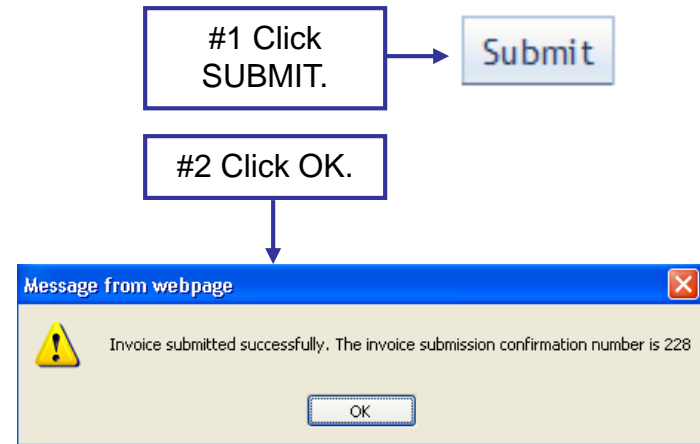 #1 Click
SUBMIT.
Submit
#2 Click OK.
Message from webpage
Invoice submitted successfully. The invoice submission confirmation number is 228
OK